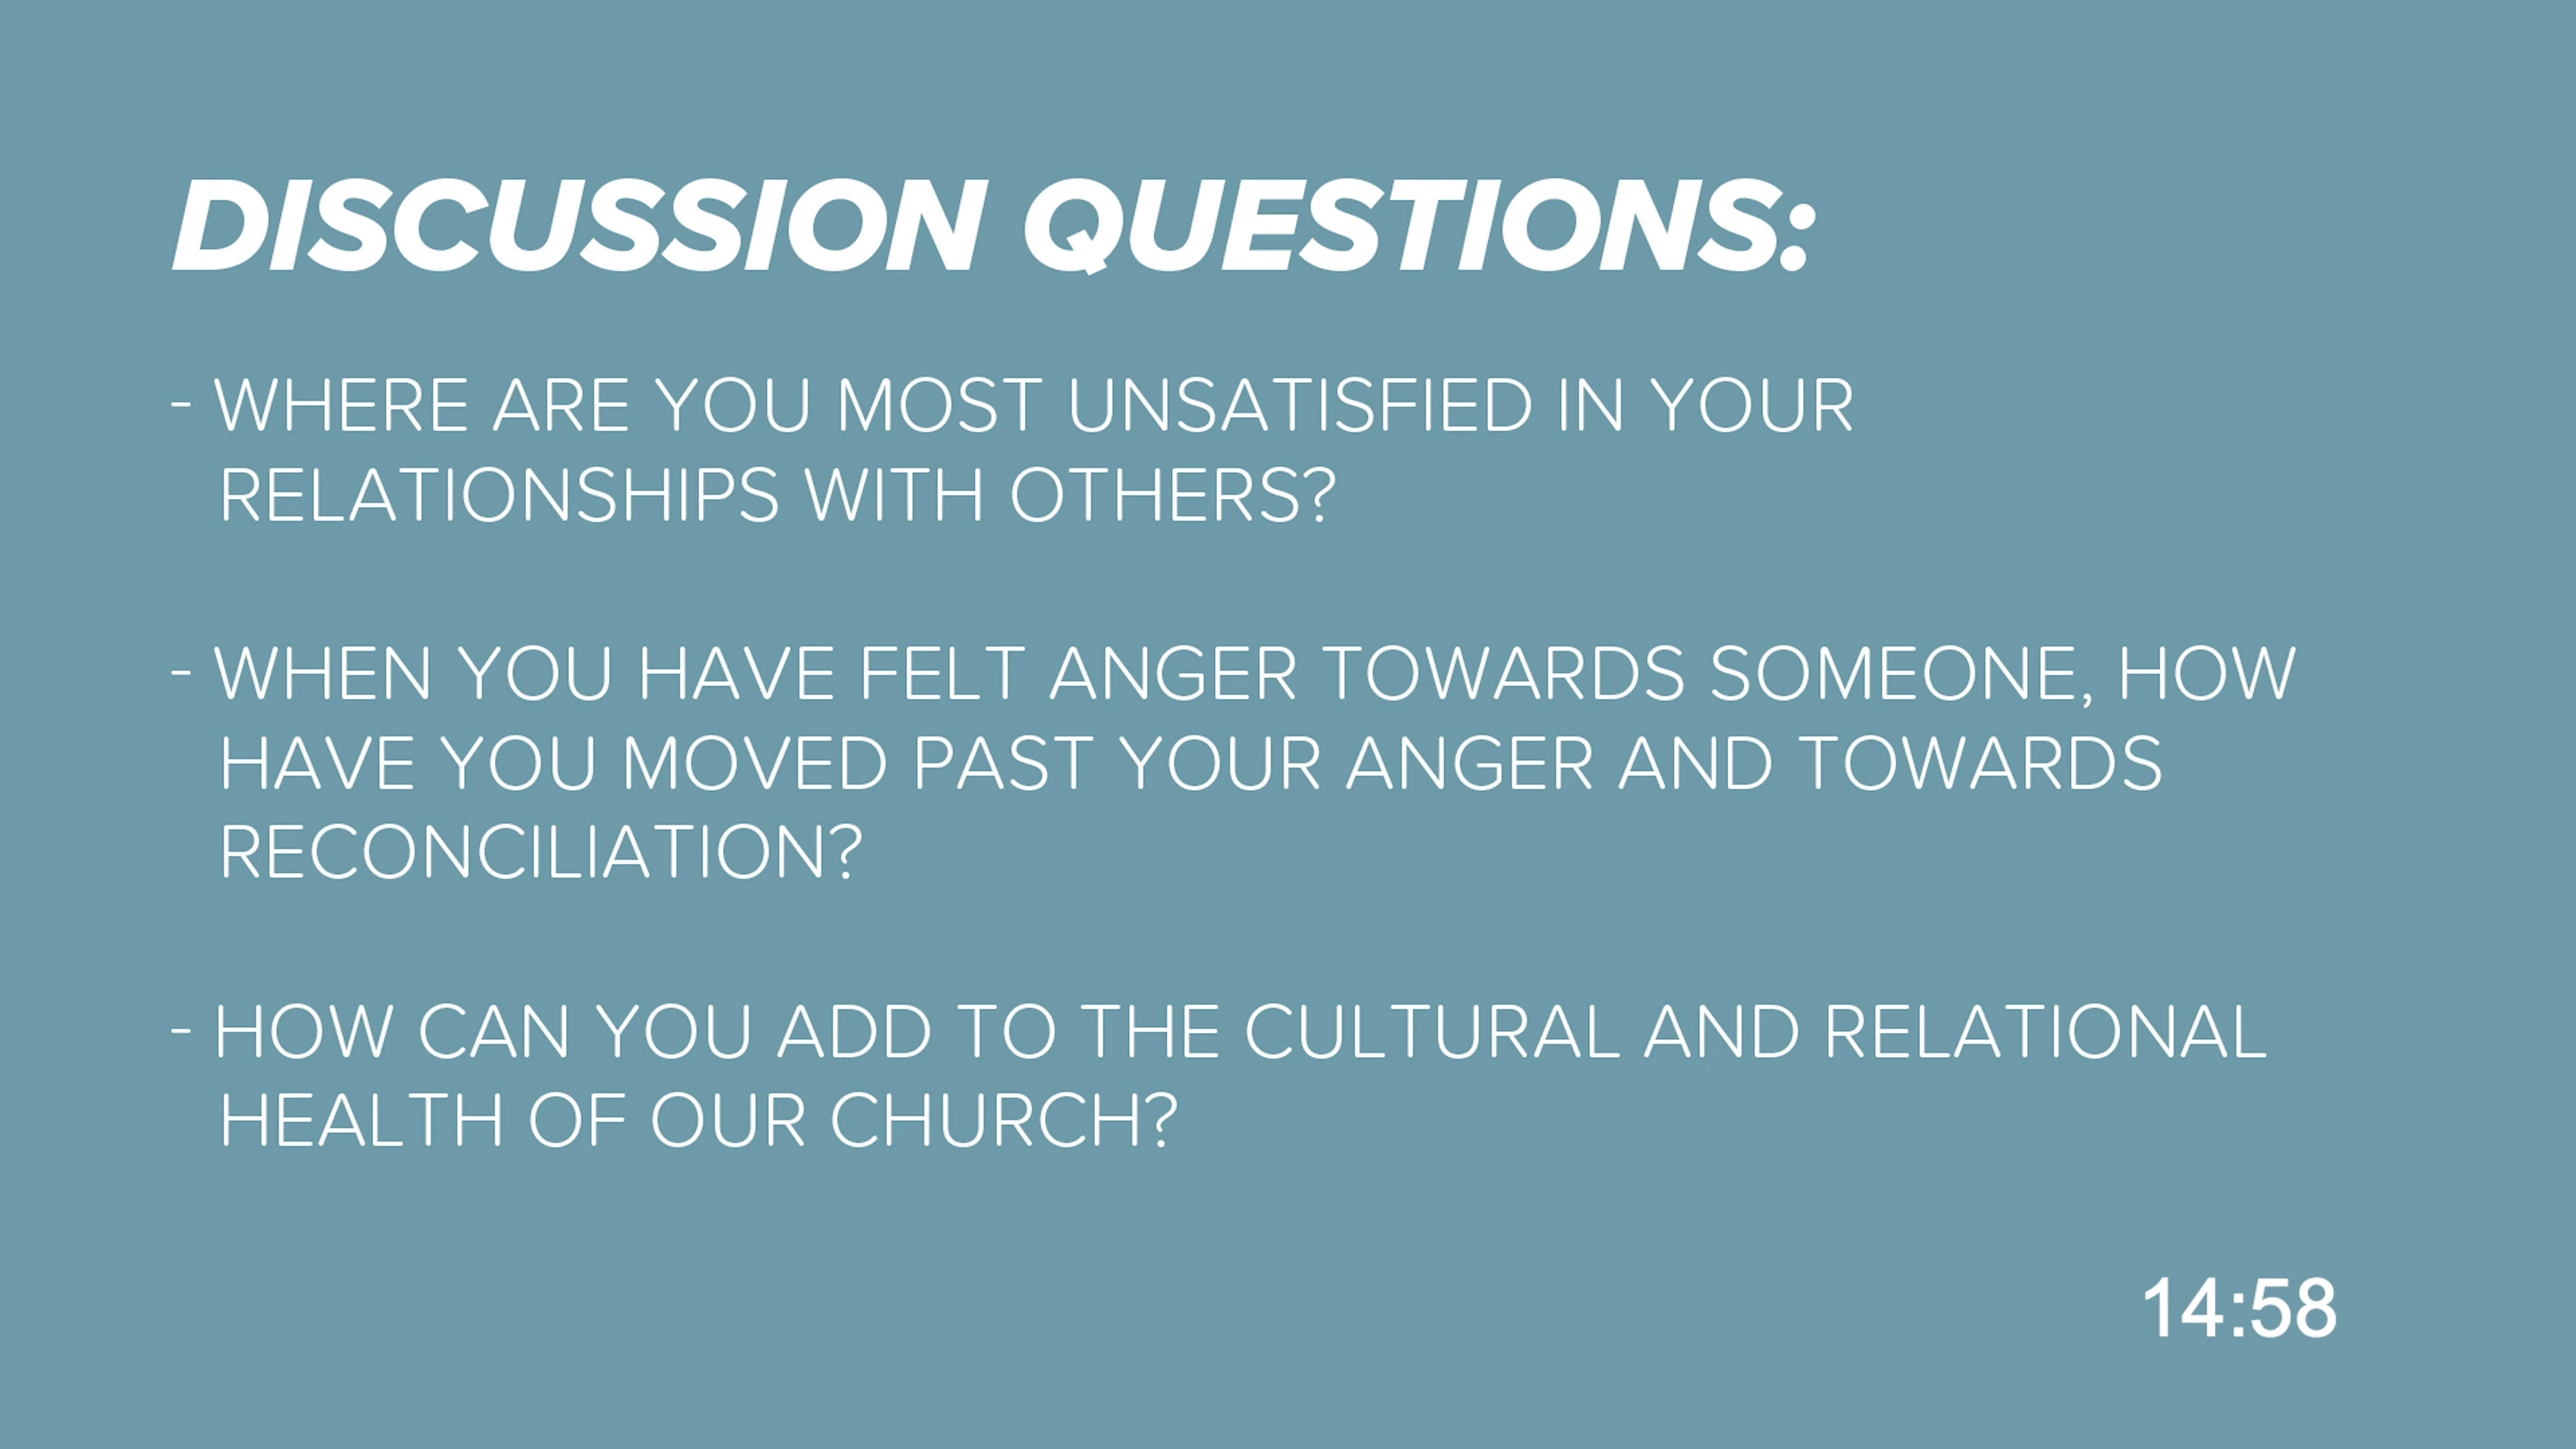 DISCUSSION QUESTIONS:
- WHERE ARE YOU MOST UNSATISFIED IN YOUR
RELATIONSHIPS WITH OTHERS?
- WHEN YOU HAVE FELT ANGER TOWARDS SOMEONE, HOW
HAVE YOU MOVED PAST YOUR ANGER AND TOWARDS
RECONCILIATION?
- HOW CAN YOU ADD TO THE CULTURAL AND RELATIONAL
HEALTH OF OUR CHURCH?
14:58